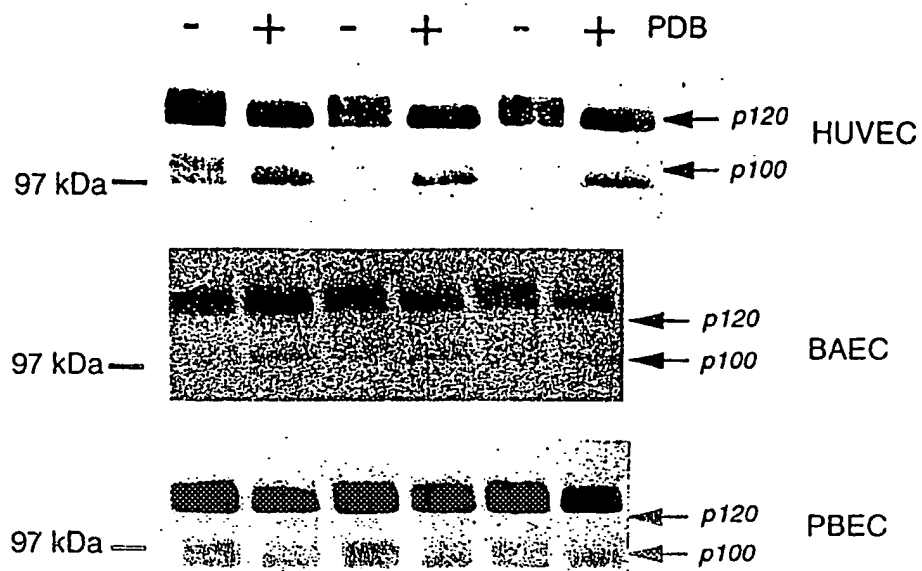 - + - + - + PDB
p120
HUVEC
p100
97 kDa
p120
BAEC
97 kDa
p100
p120
PBEC
97 kDa
p100